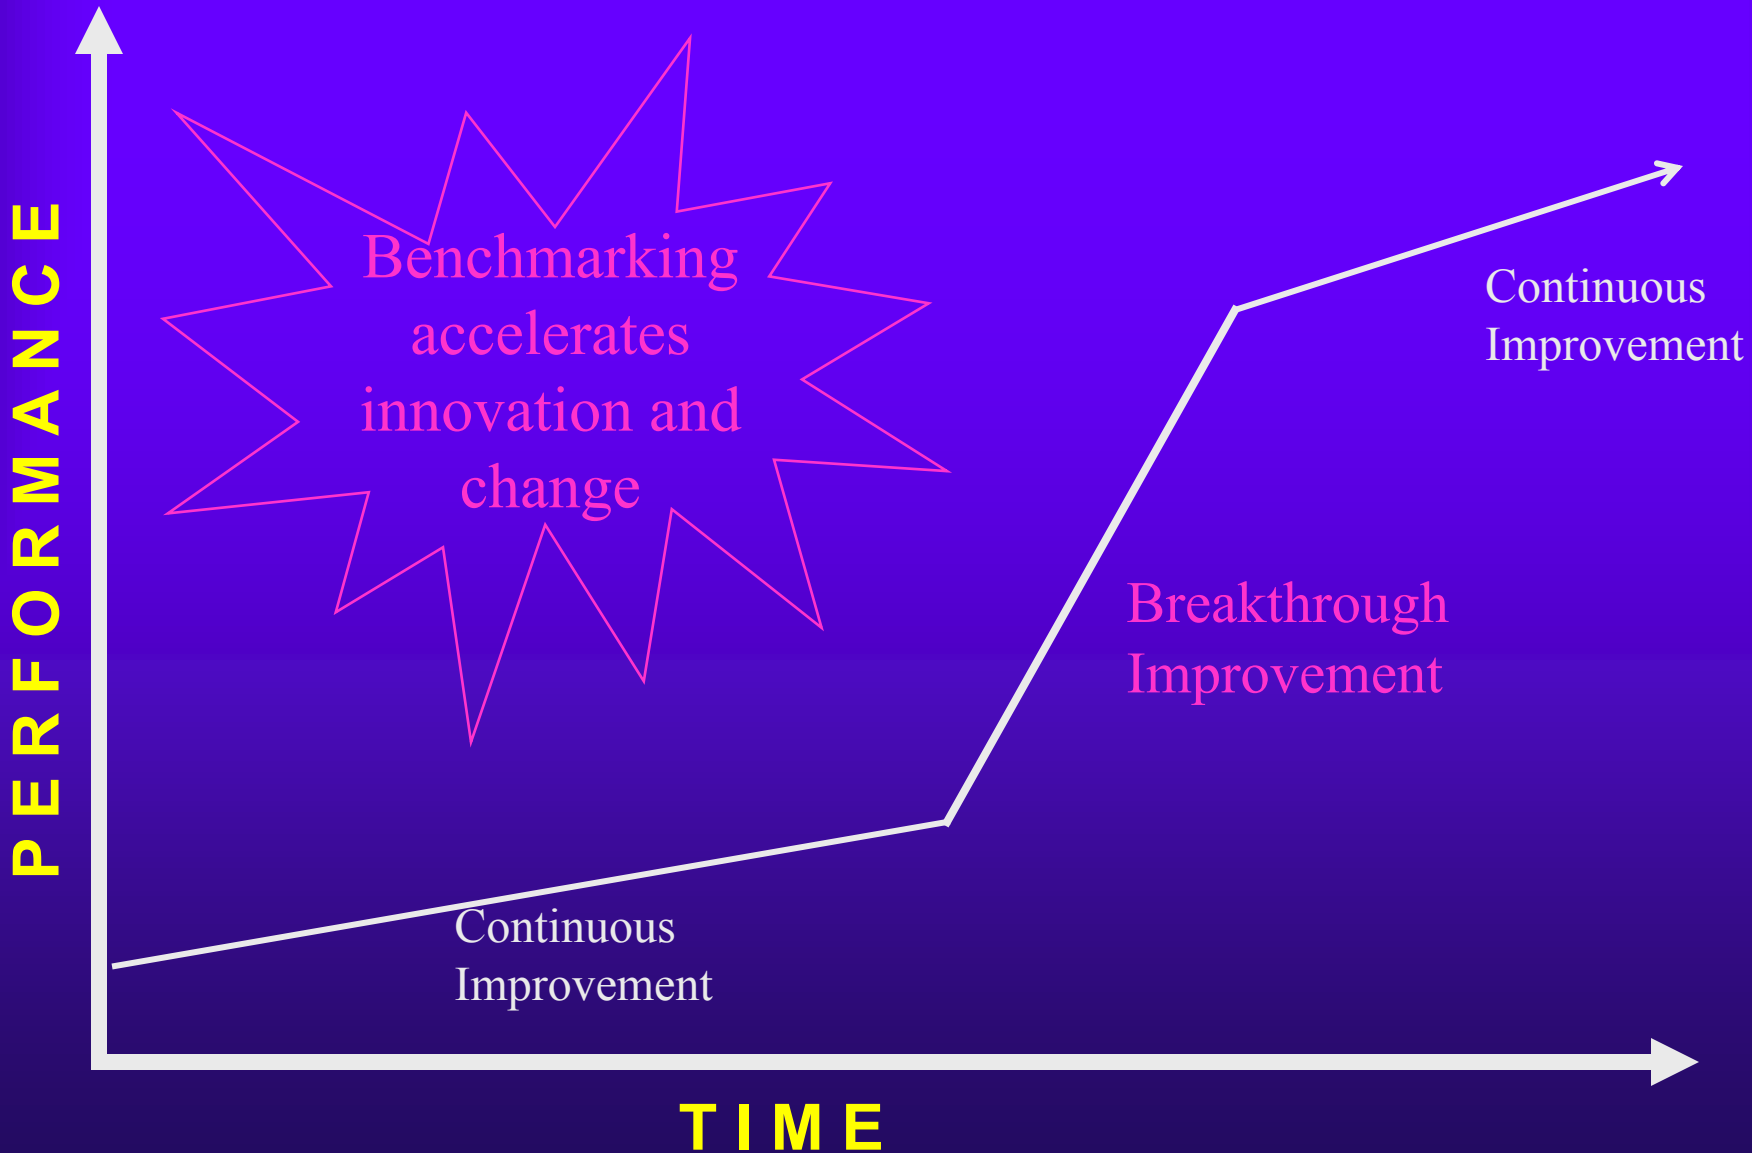 PERFORMANCE
Benchmarking
accelerates
innovation and
change
Continuous
Improvement
Breakthrough
Improvement
Continuous
Improvement
TIME